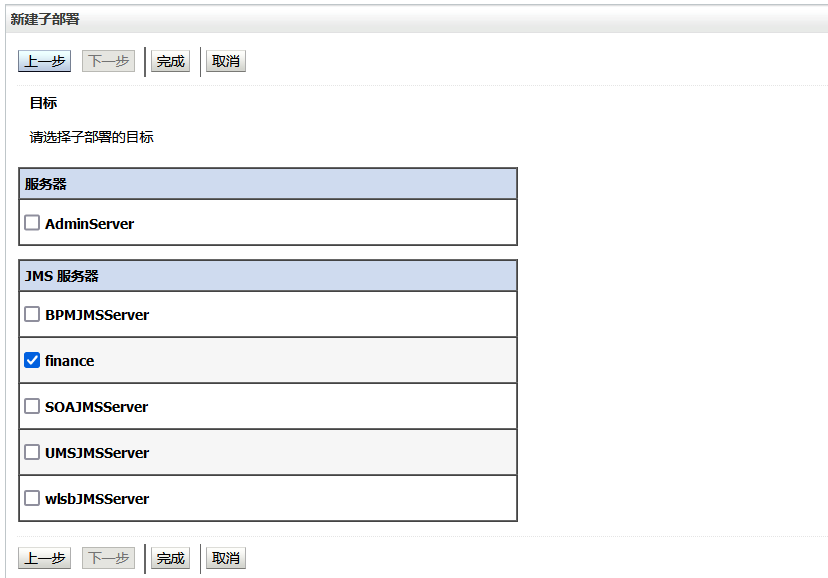 新建子部署
上一步 下一步 完成 取消
目标
请选择子部署的目标
服务器
AdminServer
JMS 服务器
BPMJMSServer
finance
SOAJMSServer
UMSJMSServer
wlsbJMSServer
上一步 下一步 完成 取消